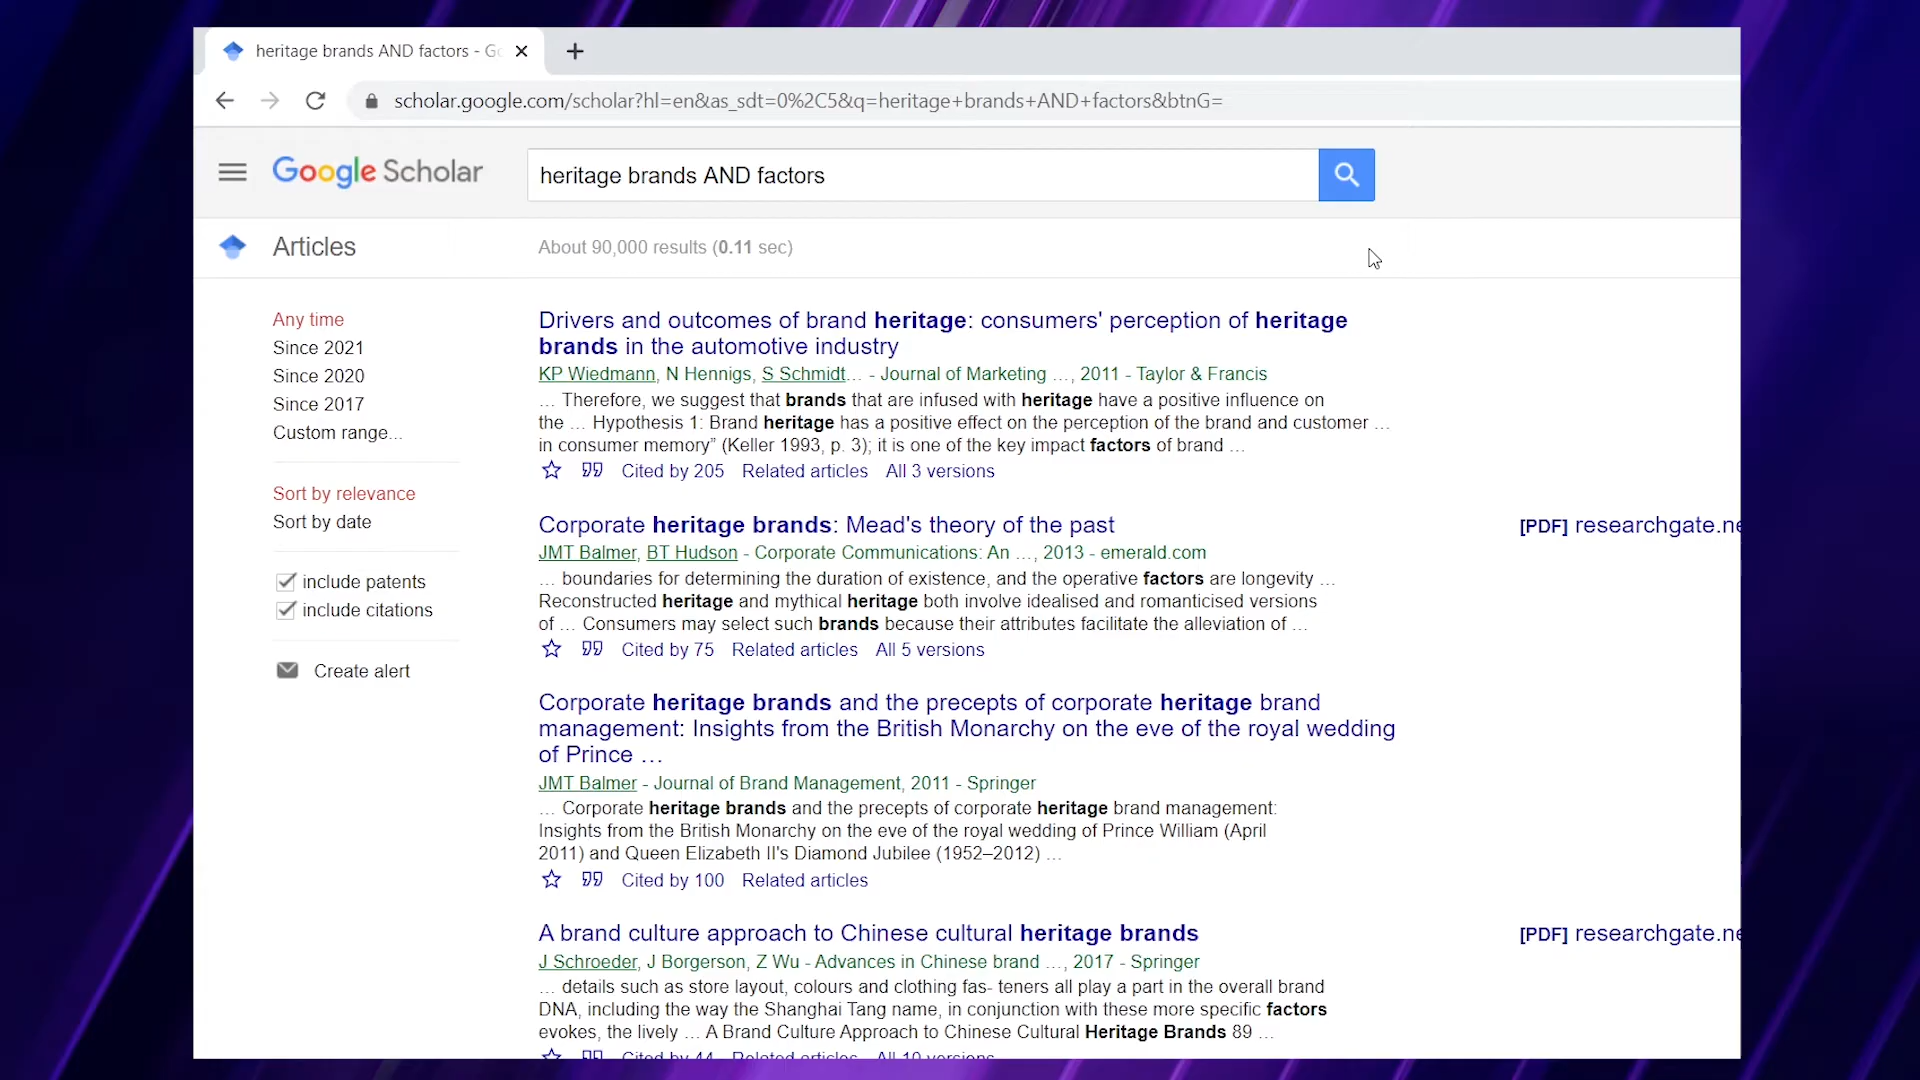 heritage brands AND factors - Go
scholar.google.com/scholar?hl=en&as_sdt=0%2C5&q=heritage+brands+AND+factors&btnG=
Google Scholar
heritage brands AND factors
Articles
About 90,000 results (0.11 sec)
Any time
Since 2021
Since 2020
Since 2017
Custom range...
Sort by relevance
Sort by date
include patents
include citations
Create alert
Drivers and outcomes of brand heritage: consumers' perception of heritage
brands in the automotive industry
KP Wiedmann, N Hennigs, S Schmidt... - Journal of Marketing ..., 2011 - Taylor & Francis
... Therefore, we suggest that brands that are infused with heritage have a positive influence on
the ... Hypothesis 1: Brand heritage has a positive effect on the perception of the brand and customer ...
in consumer memory” (Keller 1993, p. 3); it is one of the key impact factors of brand ...
Cited by 205 Related articles All 3 versions
Corporate heritage brands: Mead's theory of the past
[PDF] researchgate.ne
JMT Balmer, BT Hudson - Corporate Communications: An ..., 2013 - emerald.com
... boundaries for determining the duration of existence, and the operative factors are longevity ...
Reconstructed heritage and mythical heritage both involve idealised and romanticised versions
of ... Consumers may select such brands because their attributes facilitate the alleviation of ...
Cited by 75 Related articles All 5 versions
Corporate heritage brands and the precepts of corporate heritage brand
management: Insights from the British Monarchy on the eve of the royal wedding
of Prince ...
JMT Balmer - Journal of Brand Management, 2011 - Springer
... Corporate heritage brands and the precepts of corporate heritage brand management:
Insights from the British Monarchy on the eve of the royal wedding of Prince William (April
2011) and Queen Elizabeth II's Diamond Jubilee (1952–2012) ...
Cited by 100 Related articles
A brand culture approach to Chinese cultural heritage brands
[PDF] researchgate.ne
J Schroeder, J Borgerson, Z Wu - Advances in Chinese brand ..., 2017 - Springer
... details such as store layout, colours and clothing fas- teners all play a part in the overall brand
DNA, including the way the Shanghai Tang name, in conjunction with these more specific factors
evokes, the lively ... A Brand Culture Approach to Chinese Cultural Heritage Brands 89 ...
Cited by 44 Related articles All 10 versions